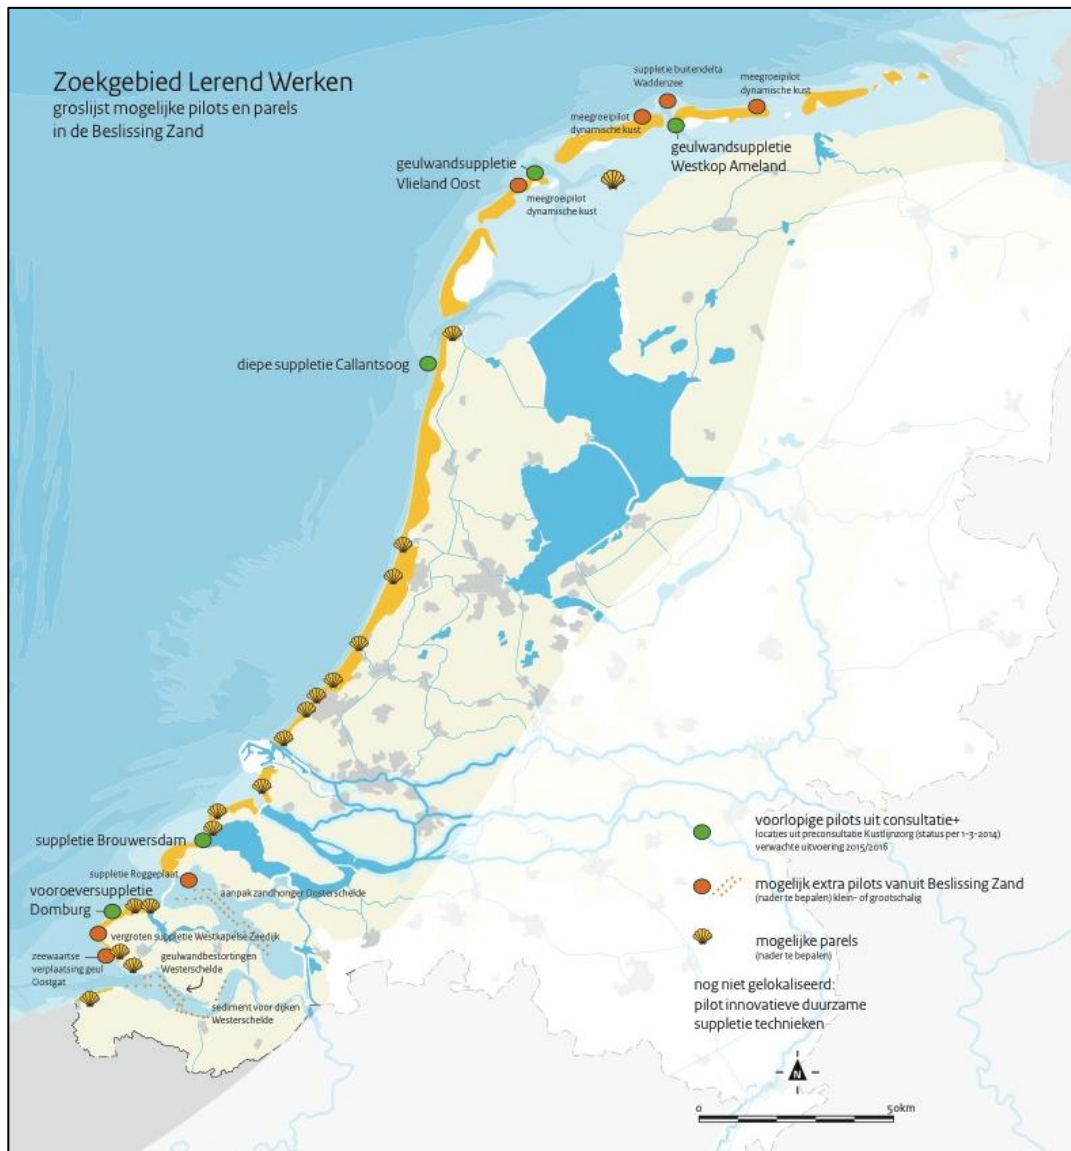 Zoekgebied Lerend Werken
groslijst mogelijke pilots en parels
in de Beslissing Zand
suppletie buitendelta
Waddenzee
meegroeipilot
dynamische kust
meegroeipilot
dynamische kust
geulwandsuppletie
Westkop Ameland
geulwandsuppletie
Vlieland Oost
meegroeipilot
dynamische kust
diepe suppletie Callantsoog
suppletie Brouwersdam
suppletie Roggeplaat
aanpak zandhonger Oosterschelde
vooroeversuppletie
Domburg
vergroten suppletie Westkapelse Zeedijk
zeewaartse
verplaatsing geul
Oostgat
geulwandbestortingen
Westerschelde
sediment voor dijken
Westerschelde
voorlopige pilots uit consultatie+
locaties uit preconsultatie Kustlijnzorg (status per 1-3-2014)
verwachte uitvoering 2015/2016
mogelijk extra pilots vanuit Beslissing Zand
(nader te bepalen) klein- of grootschalig
mogelijke parels
(nader te bepalen)
nog niet gelokaliseerd:
pilot innovatieve duurzame
suppletie technieken
N
0 50km